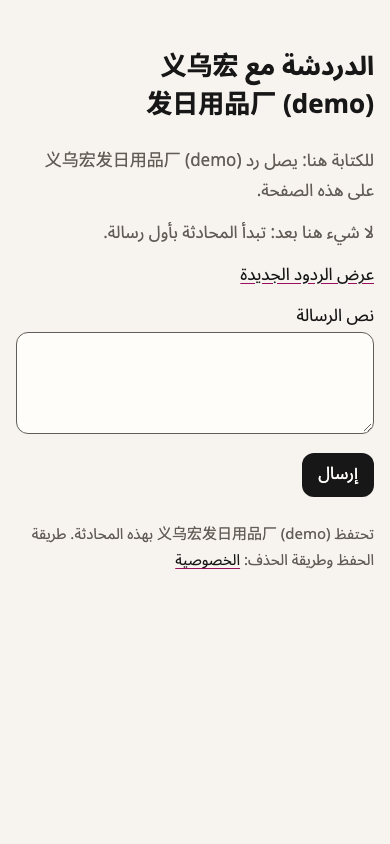 الدردشة مع 义乌宏
发日用品厂 (demo)
للكتابة هنا: يصل رد 义乌宏发日用品厂 (demo)
على هذه الصفحة.
لا شيء هنا بعد: تبدأ المحادثة بأول رسالة.
عرض الردود الجديدة
نص الرسالة
إرسال
تحتفظ 义乌宏发日用品厂 (demo) بهذه المحادثة. طريقة
الحفظ وطريقة الحذف: الخصوصية